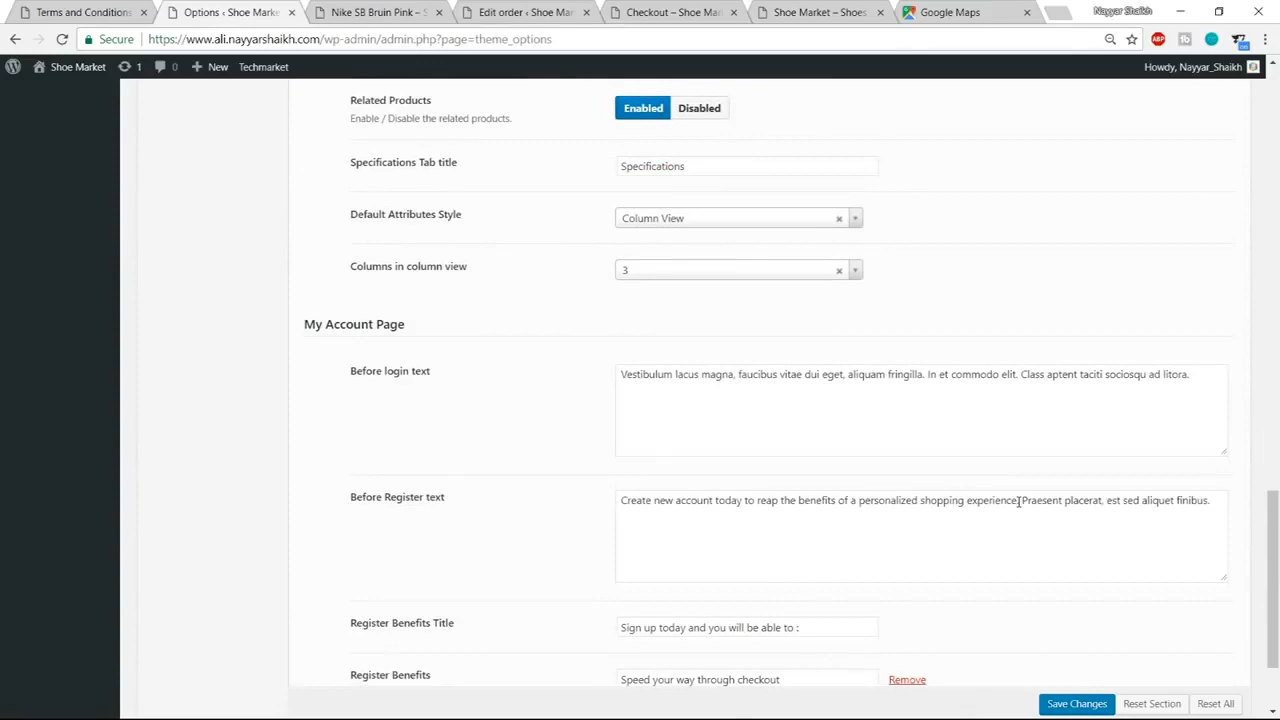 Terms and Conditions
Options ‹ Shoe Marke
Nike SB Bruin Pink – S
Edit order ‹ Shoe Mar
Checkout – Shoe Mar
Shoe Market – Shoes
Google Maps
Nayyar Shaikh
Secure
https://www.ali.nayyarshaikh.com/wp-admin/admin.php?page=theme_options
Shoe Market
1
0
New
Techmarket
Howdy, Nayyar_Shaikh
Related Products
Enable / Disable the related products.
Enabled
Disabled
Specifications Tab title
Specifications
Default Attributes Style
Column View
Columns in column view
3
My Account Page
Before login text
Vestibulum lacus magna, faucibus vitae dui eget, aliquam fringilla. In et commodo elit. Class aptent taciti sociosqu ad litora.
Before Register text
Create new account today to reap the benefits of a personalized shopping experience. Praesent placerat, est sed aliquet finibus.
Register Benefits Title
Sign up today and you will be able to :
Register Benefits
Speed your way through checkout
Remove
Save Changes
Reset Section
Reset All